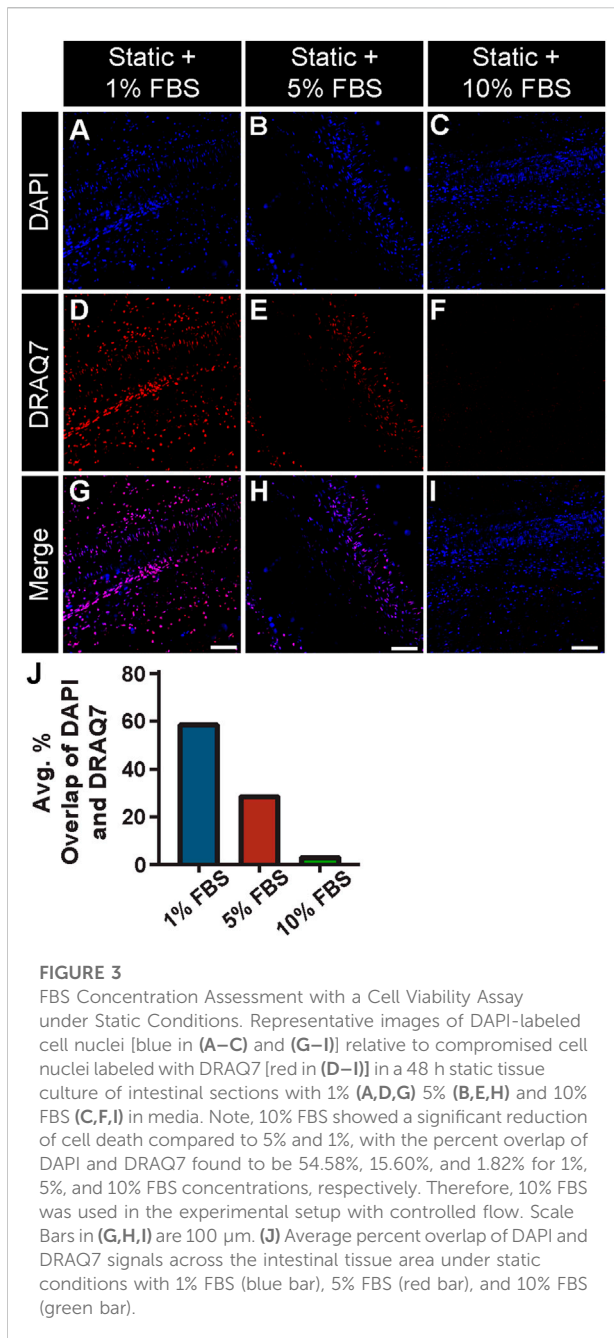 Static +
1% FBS
Static +
5% FBS
Static +
10% FBS
DAPI
A
B
C
DRAQ7
D
E
F
Merge
G
H
I
J
Avg. %
Overlap of DAPI
and DRAQ7
80
60
40
20
0
1% FBS
5% FBS
10% FBS
FIGURE 3
FBS Concentration Assessment with a Cell Viability Assay
under Static Conditions. Representative images of DAPI-labeled
cell nuclei [blue in (A–C) and (G–I)] relative to compromised cell
nuclei labeled with DRAQ7 [red in (D–I)] in a 48 h static tissue
culture of intestinal sections with 1% (A,D,G) 5% (B,E,H) and 10%
FBS (C,F,I) in media. Note, 10% FBS showed a significant reduction
of cell death compared to 5% and 1%, with the percent overlap of
DAPI and DRAQ7 found to be 54.58%, 15.60%, and 1.82% for 1%,
5%, and 10% FBS concentrations, respectively. Therefore, 10% FBS
was used in the experimental setup with controlled flow. Scale
Bars in (G,H,I) are 100 µm. (J) Average percent overlap of DAPI and
DRAQ7 signals across the intestinal tissue area under static
conditions with 1% FBS (blue bar), 5% FBS (red bar), and 10% FBS
(green bar).